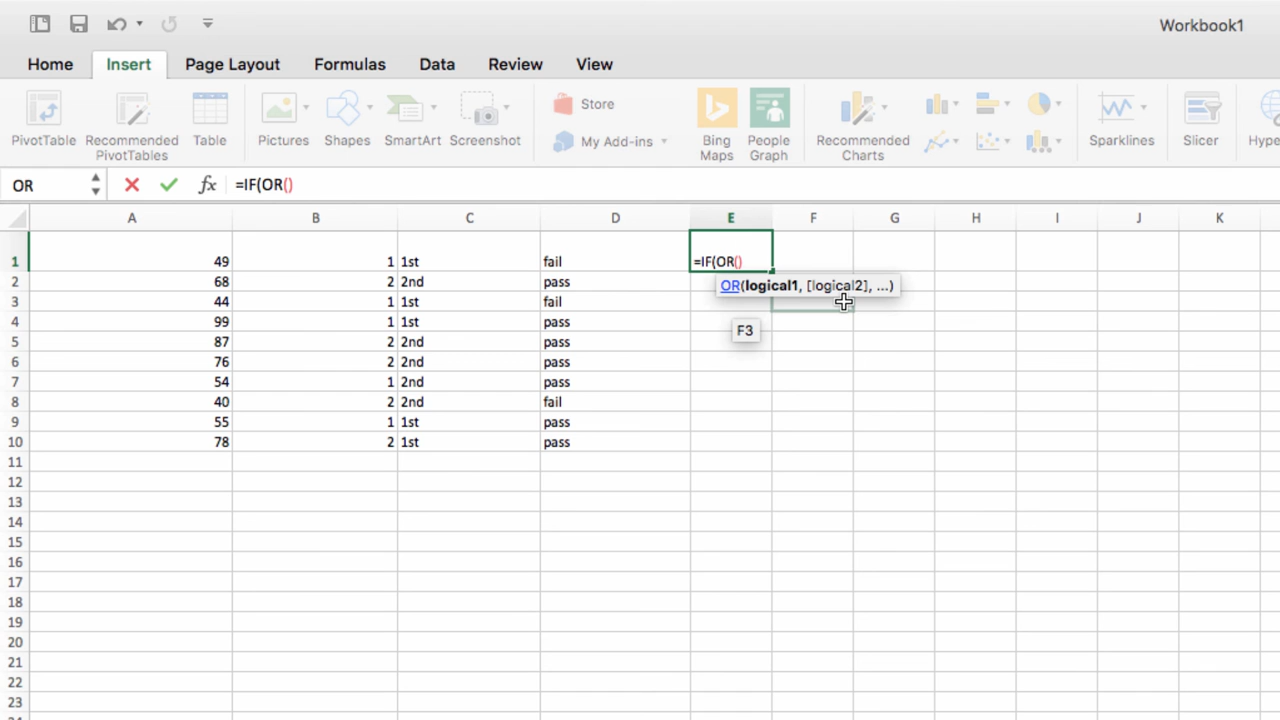 Workbook1
Home Insert Page Layout Formulas Data Review View
PivotTable Recommended PivotTables Table Pictures Shapes SmartArt Screenshot Store My Add-ins Bing Maps People Graph Recommended Charts Sparklines Slicer Hype
OR fx =IF(OR()
A B C D E F G H I J K
1 49 1 1st fail =IF(OR()
2 68 2 2nd pass OR(logical1, [logical2], ...)
3 44 1 1st fail
4 99 1 1st pass F3
5 87 2 2nd pass
6 76 2 2nd pass
7 54 1 2nd pass
8 40 2 2nd fail
9 55 1 1st pass
10 78 2 1st pass
11
12
13
14
15
16
17
18
19
20
21
22
23